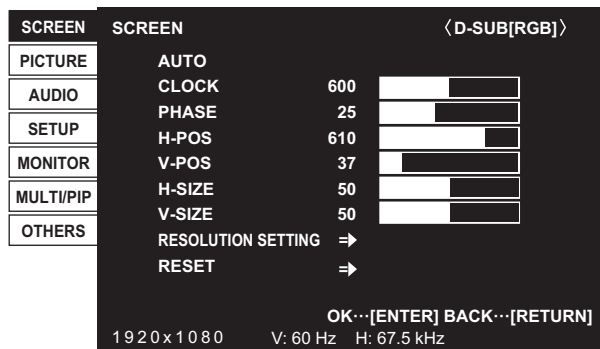 SCREEN
PICTURE
AUDIO
SETUP
MONITOR
MULTI/PIP
OTHERS
SCREEN 〈D-SUB[RGB]〉
AUTO
CLOCK 600
PHASE 25
H-POS 610
V-POS 37
H-SIZE 50
V-SIZE 50
RESOLUTION SETTING
RESET
OK···[ENTER] BACK···[RETURN]
1920x1080 V: 60 Hz H: 67.5 kHz